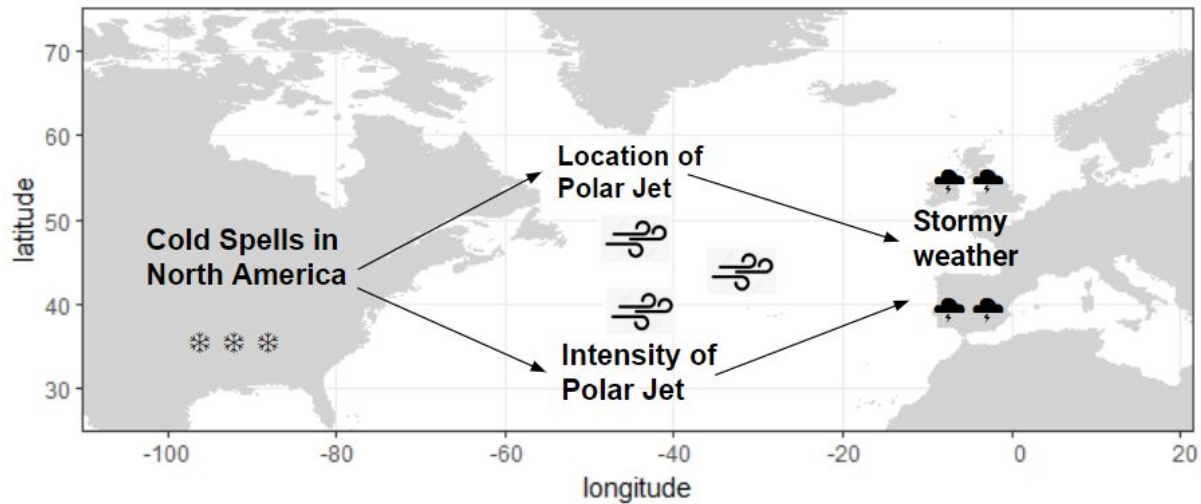 70
60
50
40
30
latitude
Location of
Polar Jet
Cold Spells in
North America
Stormy
weather
Intensity of
Polar Jet
-100
-80
-60
-40
-20
0
20
longitude